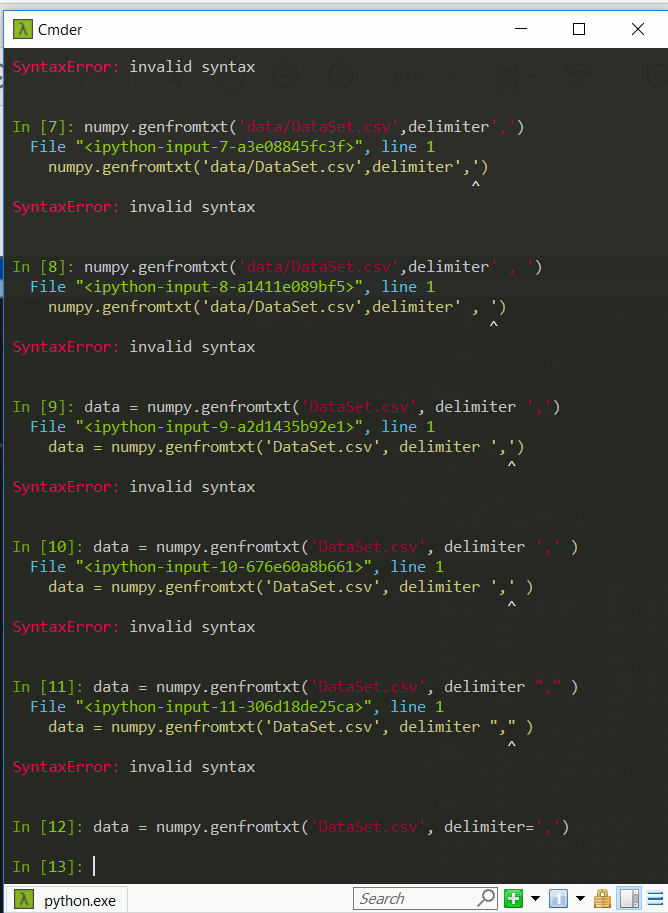 Cmder
SyntaxError: invalid syntax
In [7]: numpy.genfromtxt('data/DataSet.csv',delimiter',')
File "<ipython-input-7-a3e08845fc3f>", line 1
numpy.genfromtxt('data/DataSet.csv',delimiter',')
^
SyntaxError: invalid syntax
In [8]: numpy.genfromtxt('data/DataSet.csv',delimiter' , ')
File "<ipython-input-8-a1411e089bf5>", line 1
numpy.genfromtxt('data/DataSet.csv',delimiter' , ')
^
SyntaxError: invalid syntax
In [9]: data = numpy.genfromtxt('DataSet.csv', delimiter ',')
File "<ipython-input-9-a2d1435b92e1>", line 1
data = numpy.genfromtxt('DataSet.csv', delimiter ',')
^
SyntaxError: invalid syntax
In [10]: data = numpy.genfromtxt('DataSet.csv', delimiter ',' )
File "<ipython-input-10-676e60a8b661>", line 1
data = numpy.genfromtxt('DataSet.csv', delimiter ',' )
^
SyntaxError: invalid syntax
In [11]: data = numpy.genfromtxt('DataSet.csv', delimiter "," )
File "<ipython-input-11-306d18de25ca>", line 1
data = numpy.genfromtxt('DataSet.csv', delimiter "," )
^
SyntaxError: invalid syntax
In [12]: data = numpy.genfromtxt('DataSet.csv', delimiter=',')
In [13]:
python.exe
Search